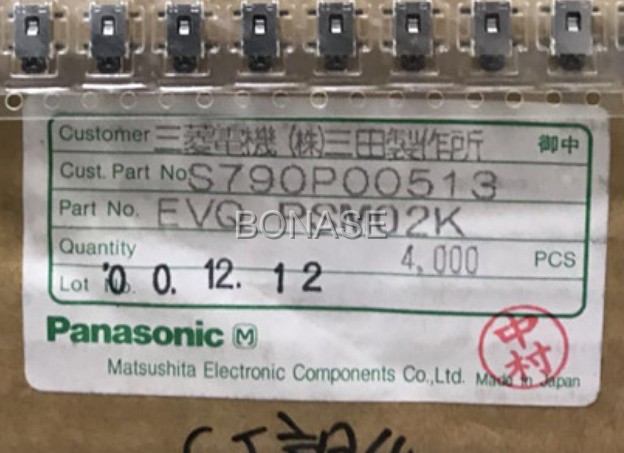 Customer 三菱電機(株)三田製作所 御中
Cust. Part No S790P00513
Part No. EVQ PSM02K
BONASE
Quantity 4,000 PCS
Lot No. '00.12.12
Panasonic M
中村
Matsushita Electronic Components Co.,Ltd. Made in Japan